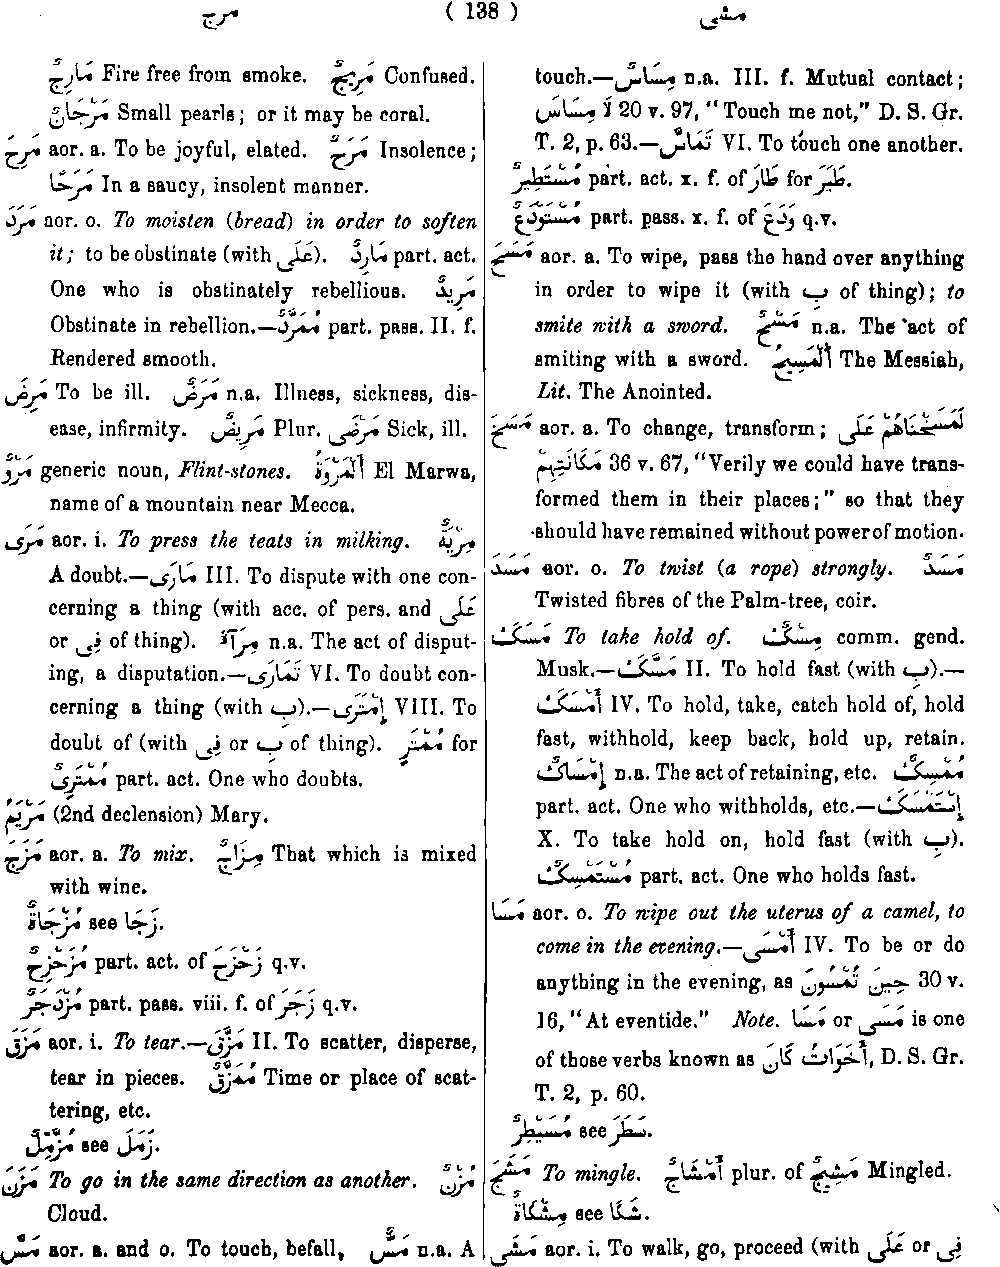 مرج ( 138 ) مشى
مَارِجٌ Fire free from smoke. مَرِيجٌ Confused.
مَرْجَانٌ Small pearls; or it may be coral.
مَرِحَ aor. a. To be joyful, elated. مَرَحٌ Insolence;
مَرَحًا In a saucy, insolent manner.
مَرَدَ aor. o. To moisten (bread) in order to soften
it; to be obstinate (with عَلَى). مَارِدٌ part. act.
One who is obstinately rebellious. مَرِيدٌ
Obstinate in rebellion.—مُمَرَّدٌ part. pass. II. f.
Rendered smooth.
مَرِضَ To be ill. مَرَضٌ n.a. Illness, sickness, dis-
ease, infirmity. مَرِيضٌ Plur. مَرْضَى Sick, ill.
مَرْوٌ generic noun, Flint-stones. اَلْمَرْوَةُ El Marwa,
name of a mountain near Mecca.
مَرَى aor. i. To press the teats in milking. مِرْيَةٌ
A doubt.—مَارَى III. To dispute with one con-
cerning a thing (with acc. of pers. and عَلَى
or فِى of thing). مِرَآءٌ n.a. The act of disput-
ing, a disputation.—تَمَارَى VI. To doubt con-
cerning a thing (with بِ).—إِمْتَرَى VIII. To
doubt of (with فِى or بِ of thing). مُمْتَرٍ for
مُمْتَرِىٌ part. act. One who doubts.
مَرْيَمُ (2nd declension) Mary.
مَزَجَ aor. a. To mix. مِزَاجٌ That which is mixed
with wine.
مُزْجَاةٌ see زَجَا.
مُزَحْزِحٌ part. act. of زَحْزَحَ q.v.
مُزْدَجَرٌ part. pass. viii. f. of زَجَرَ q.v.
مَزَقَ aor. i. To tear.—مَزَّقَ II. To scatter, disperse,
tear in pieces. مُمَزَّقٌ Time or place of scat-
tering, etc.
مُزَّمِّلٌ see زَمَلَ.
مَزَنَ To go in the same direction as another. مُزْنٌ
Cloud.
مَسَّ aor. a. and o. To touch, befall, مَسٌّ n.a. A
touch.—مِسَاسٌ n.a. III. f. Mutual contact;
لَا مِسَاسَ 20 v. 97, "Touch me not," D. S. Gr.
T. 2, p. 63.—تَمَاسَّ VI. To touch one another.
مُسْتَطِيرٌ part. act. x. f. of طَارَ for طَيَرَ.
مُسْتَوْدَعٌ part. pass. x. f. of وَدَعَ q.v.
مَسَحَ aor. a. To wipe, pass the hand over anything
in order to wipe it (with بِ of thing); to
smite with a sword. مَسْحٌ n.a. The act of
smiting with a sword. اَلْمَسِيحُ The Messiah,
Lit. The Anointed.
مَسَخَ aor. a. To change, transform; لَمَسَخْنَاهُمْ عَلَى
مَكَانَتِهِمْ 36 v. 67, "Verily we could have trans-
formed them in their places;" so that they
should have remained without power of motion.
مَسَدَ aor. o. To twist (a rope) strongly. مَسَدٌ
Twisted fibres of the Palm-tree, coir.
مَسَكَ To take hold of. مِسْكٌ comm. gend.
Musk.—مَسَّكَ II. To hold fast (with بِ).—
أَمْسَكَ IV. To hold, take, catch hold of, hold
fast, withhold, keep back, hold up, retain.
إِمْسَاكٌ n.a. The act of retaining, etc. مُمْسِكٌ
part. act. One who withholds, etc.—إِسْتَمْسَكَ
X. To take hold on, hold fast (with بِ).
مُسْتَمْسِكٌ part. act. One who holds fast.
مَسَا aor. o. To wipe out the uterus of a camel, to
come in the evening.—أَمْسَى IV. To be or do
anything in the evening, as حِينَ تُمْسُونَ 30 v.
16, "At eventide." Note. مَسَا or مَسَى is one
of those verbs known as أَخَوَاتُ كَانَ, D. S. Gr.
T. 2, p. 60.
مُسَيْطِرٌ see سَطَرَ.
مَشَجَ To mingle. أَمْشَاجٌ plur. of مَشِيجٌ Mingled.
مِشْكَاةٌ see شَكَا.
مَشَى aor. i. To walk, go, proceed (with عَلَى or فِى